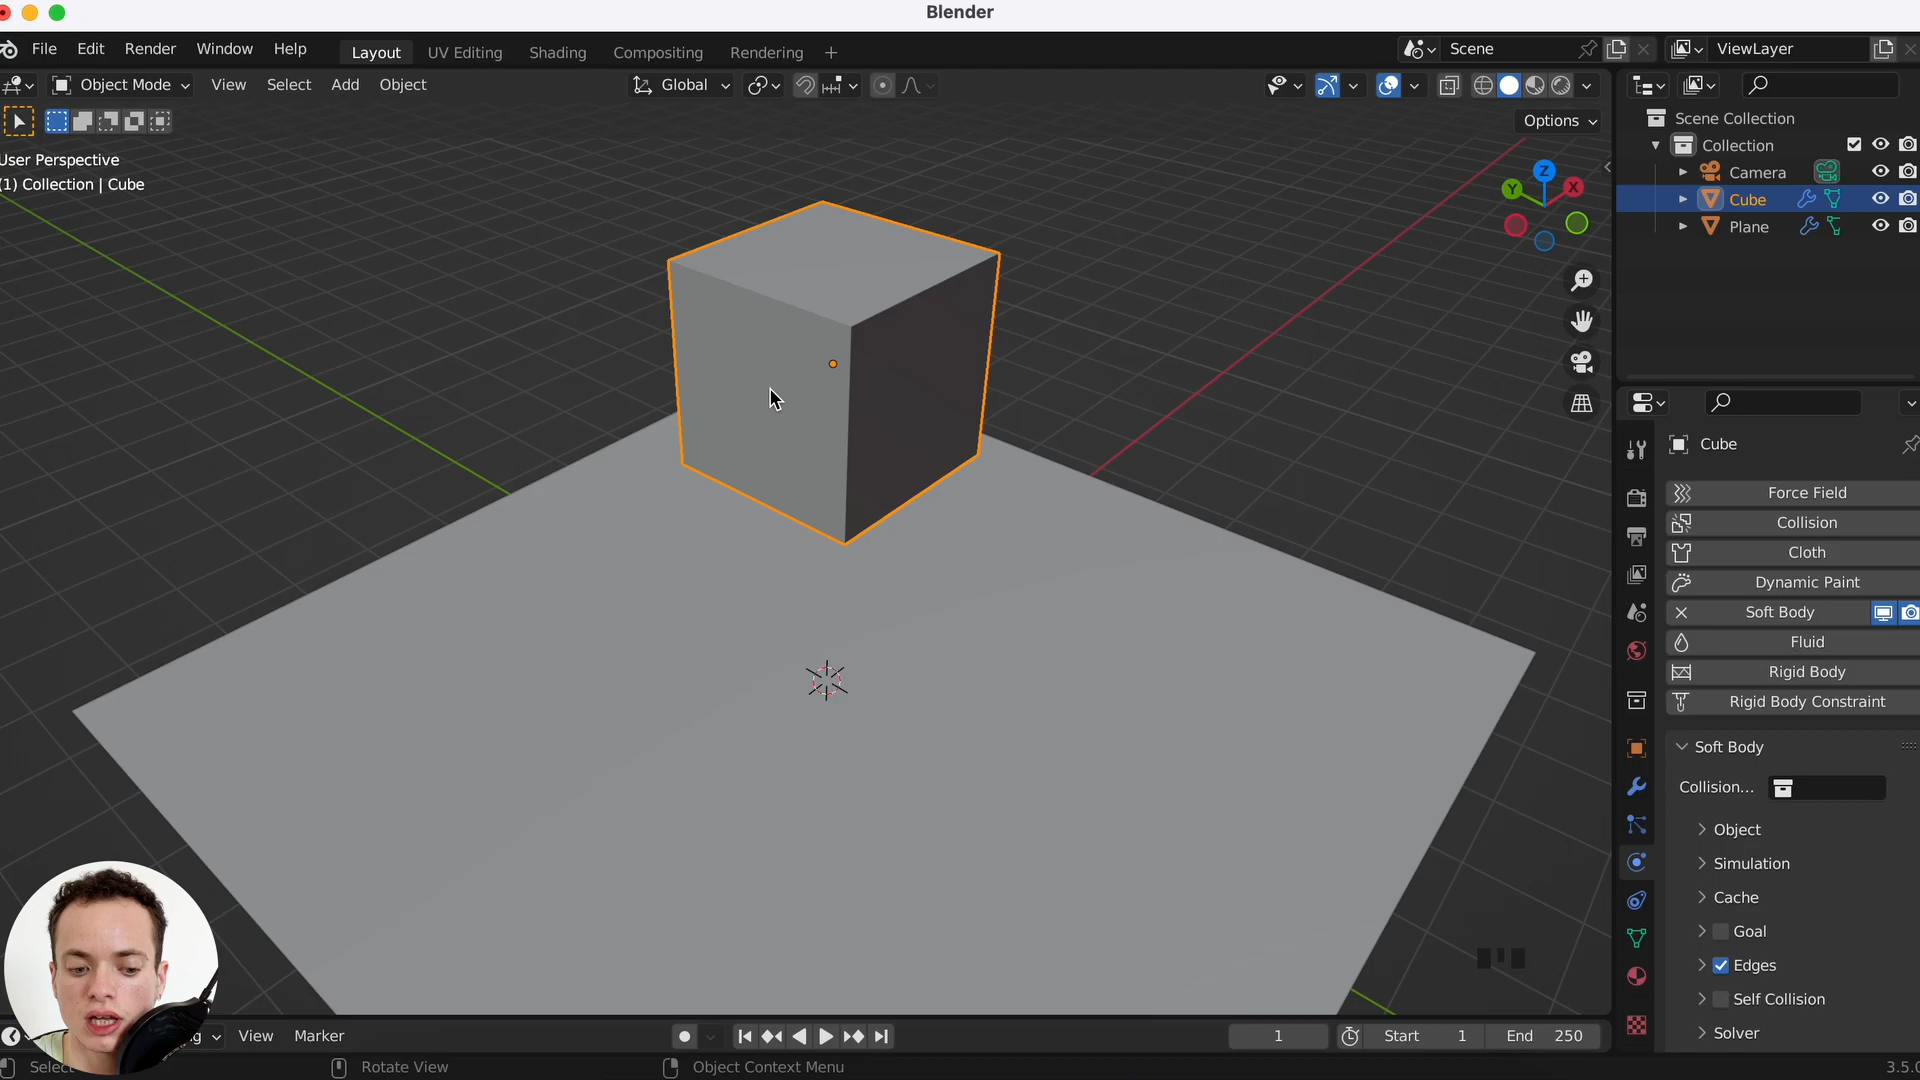 Blender
File Edit Render Window Help Layout UV Editing Shading Compositing Rendering + Scene ViewLayer
Object Mode View Select Add Object Global
Options
User Perspective
(1) Collection | Cube
Z
Y
X
Scene Collection
Collection
Camera
Cube
Plane
Cube
Force Field
Collision
Cloth
Dynamic Paint
Soft Body
Fluid
Rigid Body
Rigid Body Constraint
Soft Body
Collision...
Object
Simulation
Cache
Goal
Edges
Self Collision
Solver
View Marker 1 Start 1 End 250
Select Rotate View Object Context Menu